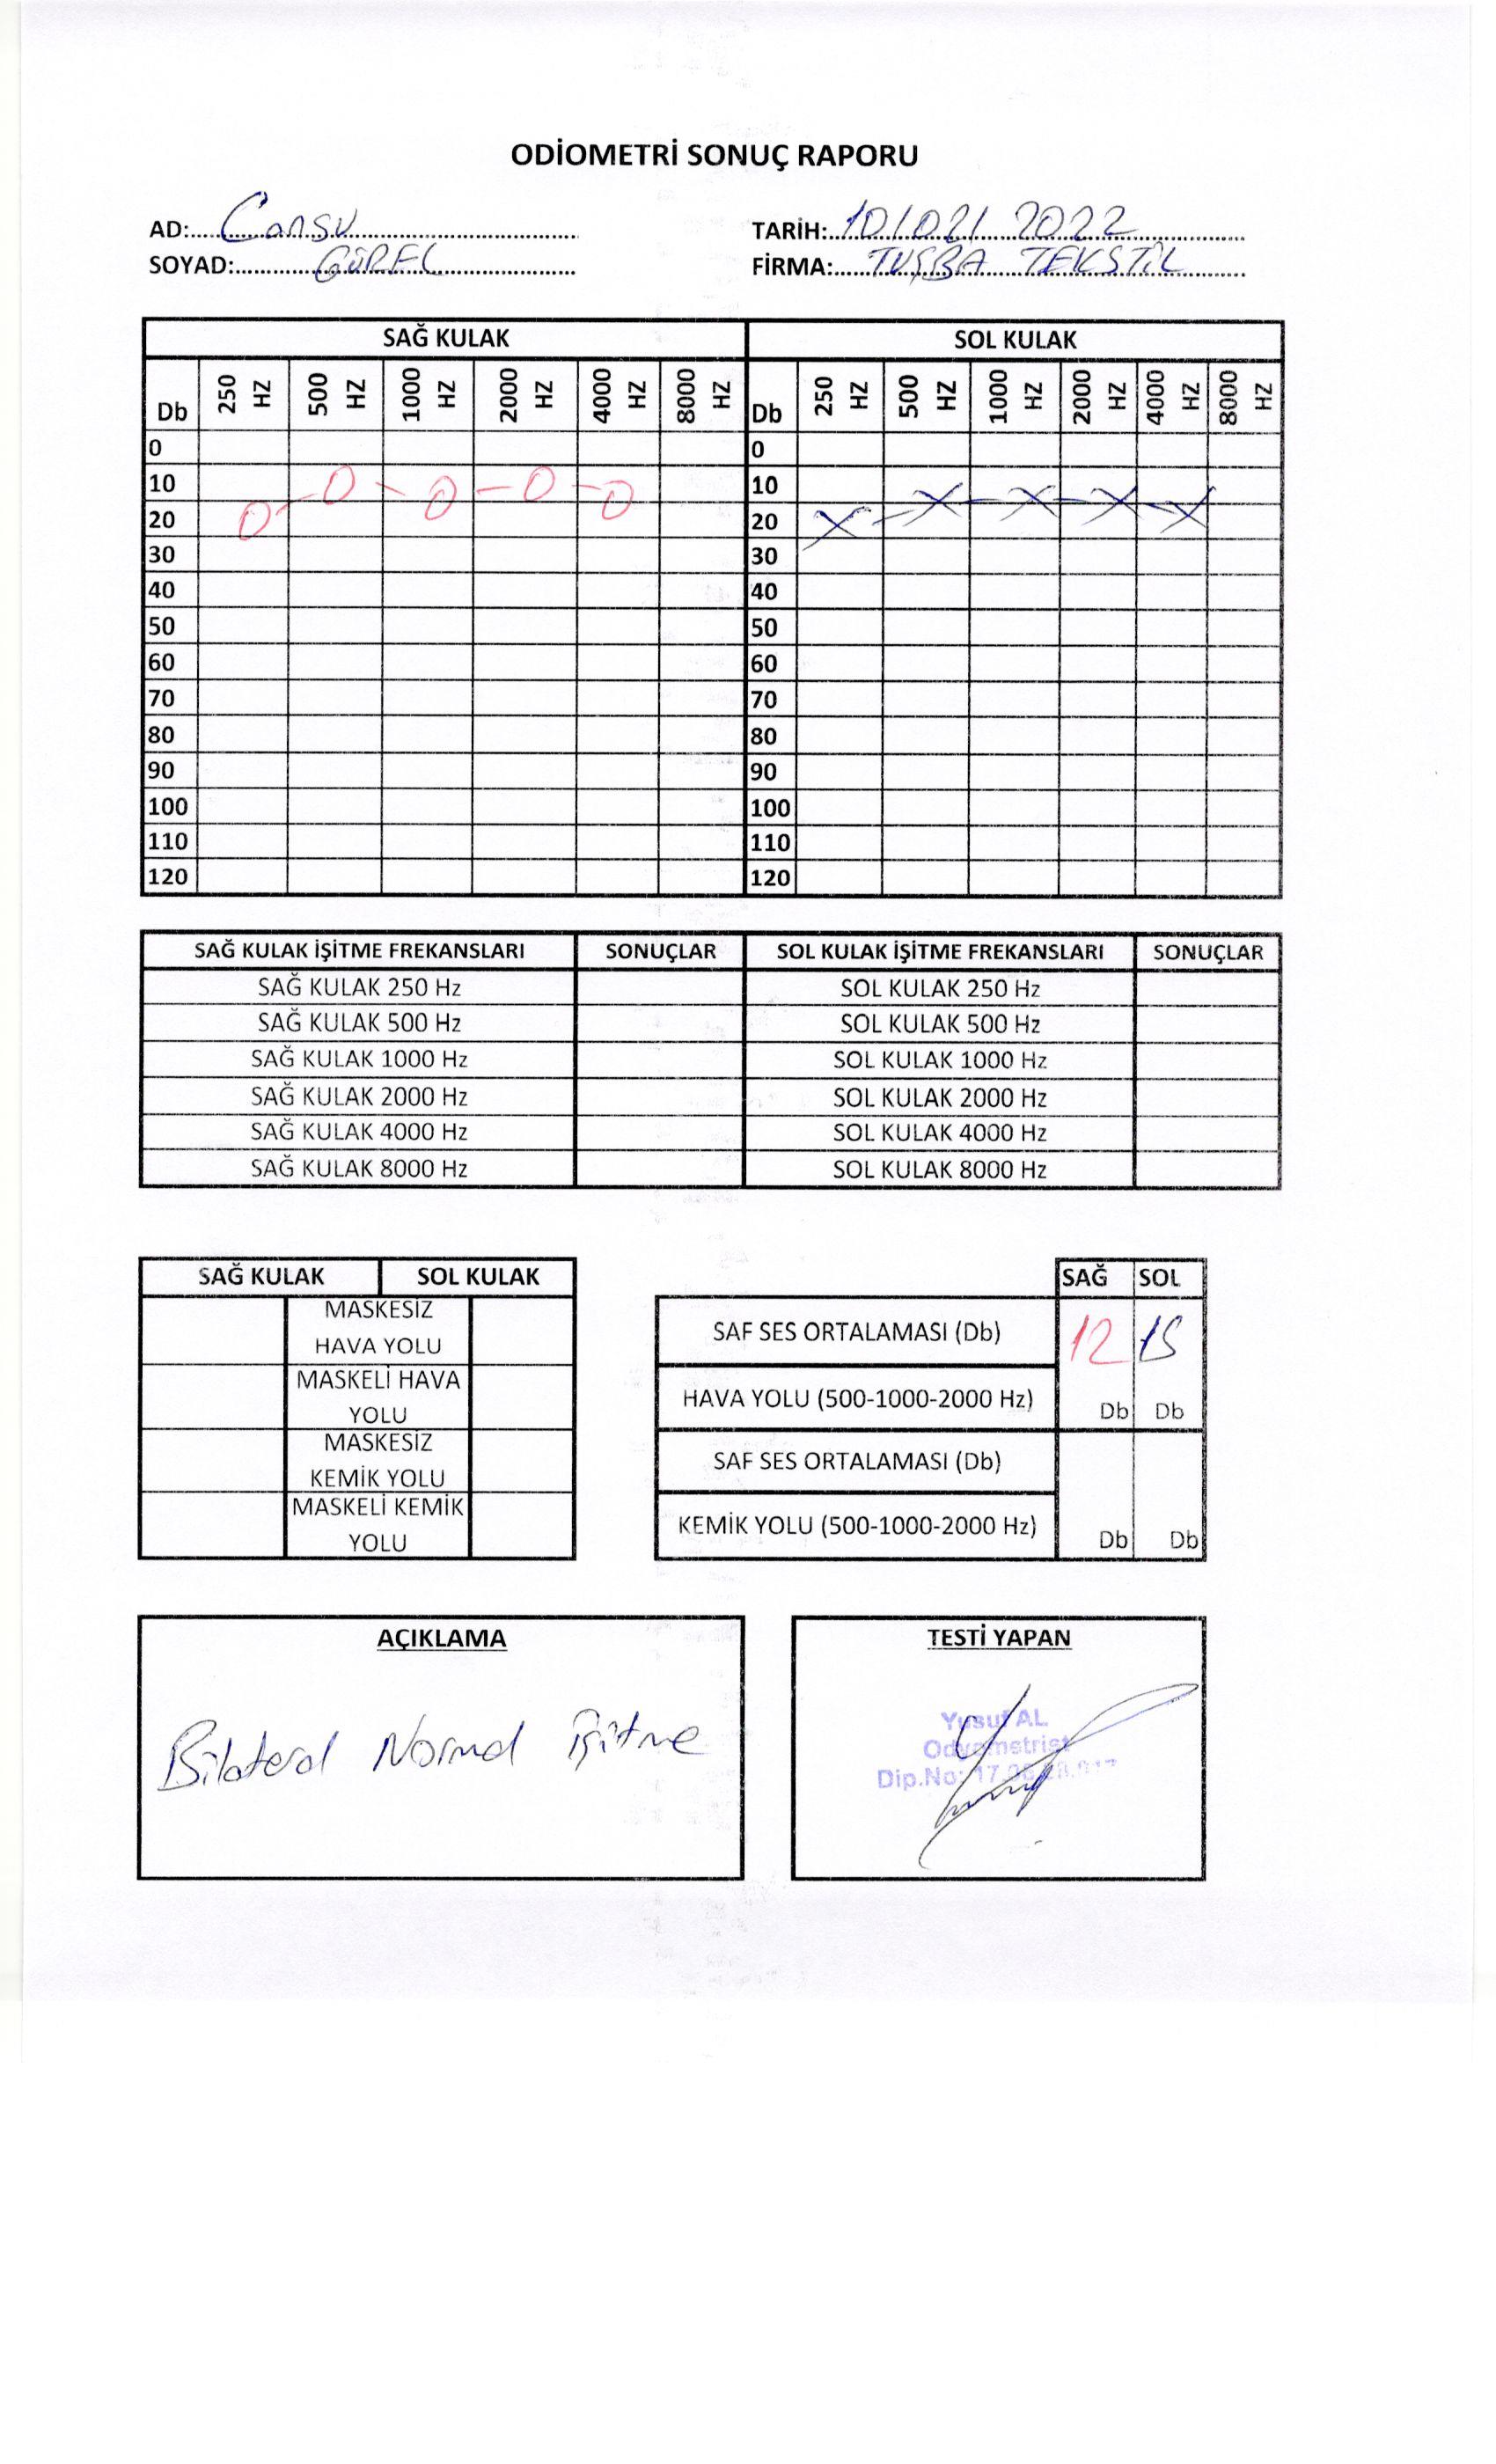 ODİOMETRİ SONUÇ RAPORU
AD: Cansu TARİH: 10/02/2022
SOYAD: GÜREL FİRMA: TUŞBA TEKSTİL
SAĞ KULAK SOL KULAK
Db 250 HZ 500 HZ 1000 HZ 2000 HZ 4000 HZ 8000 HZ Db 250 HZ 500 HZ 1000 HZ 2000 HZ 4000 HZ 8000 HZ
0 0
10 10
20 20
30 30
40 40
50 50
60 60
70 70
80 80
90 90
100 100
110 110
120 120
SAĞ KULAK İŞİTME FREKANSLARI SONUÇLAR SOL KULAK İŞİTME FREKANSLARI SONUÇLAR
SAĞ KULAK 250 Hz SOL KULAK 250 Hz
SAĞ KULAK 500 Hz SOL KULAK 500 Hz
SAĞ KULAK 1000 Hz SOL KULAK 1000 Hz
SAĞ KULAK 2000 Hz SOL KULAK 2000 Hz
SAĞ KULAK 4000 Hz SOL KULAK 4000 Hz
SAĞ KULAK 8000 Hz SOL KULAK 8000 Hz
SAĞ KULAK SOL KULAK
MASKESİZ
HAVA YOLU
MASKELİ HAVA
YOLU
MASKESİZ
KEMİK YOLU
MASKELİ KEMİK
YOLU
SAĞ SOL
SAF SES ORTALAMASI (Db) 12 15
HAVA YOLU (500-1000-2000 Hz) Db Db
SAF SES ORTALAMASI (Db)
KEMİK YOLU (500-1000-2000 Hz) Db Db
AÇIKLAMA
Bilateral Normal İşitme
TESTİ YAPAN
Yusuf AL
Odyometrist
Dip.No: